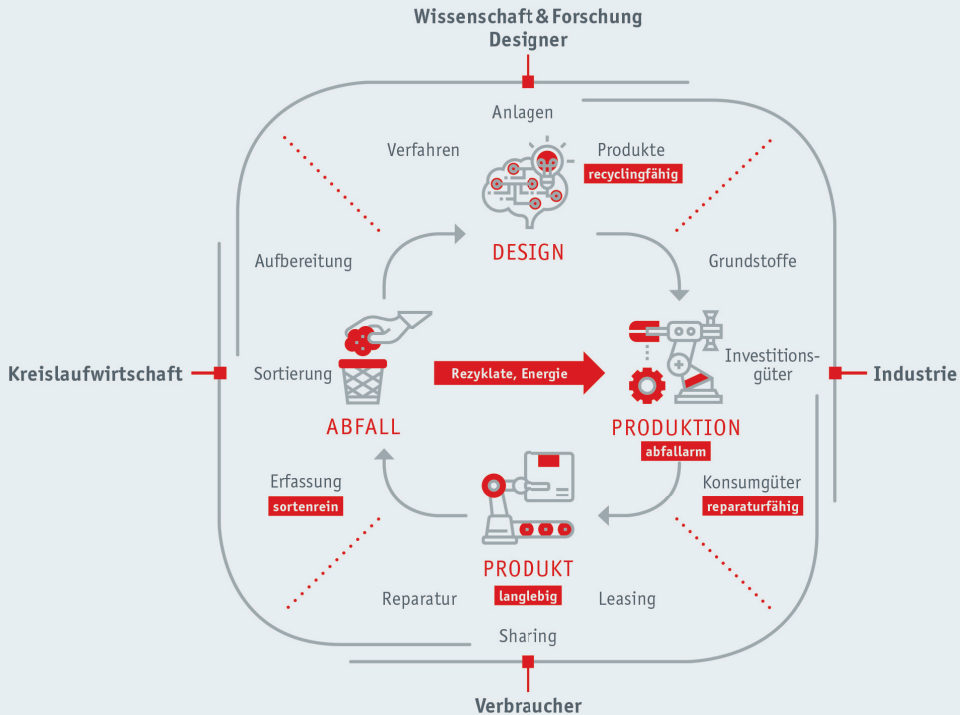 Wissenschaft & Forschung
Designer
Anlagen
Verfahren
Produkte
recyclingfähig
DESIGN
Aufbereitung
Grundstoffe
Kreislaufwirtschaft
Sortierung
Rezyklate, Energie
Investitions-
güter
Industrie
ABFALL
PRODUKTION
abfallarm
Erfassung
sortenrein
Konsumgüter
reparaturfähig
PRODUKT
langlebig
Reparatur
Leasing
Sharing
Verbraucher